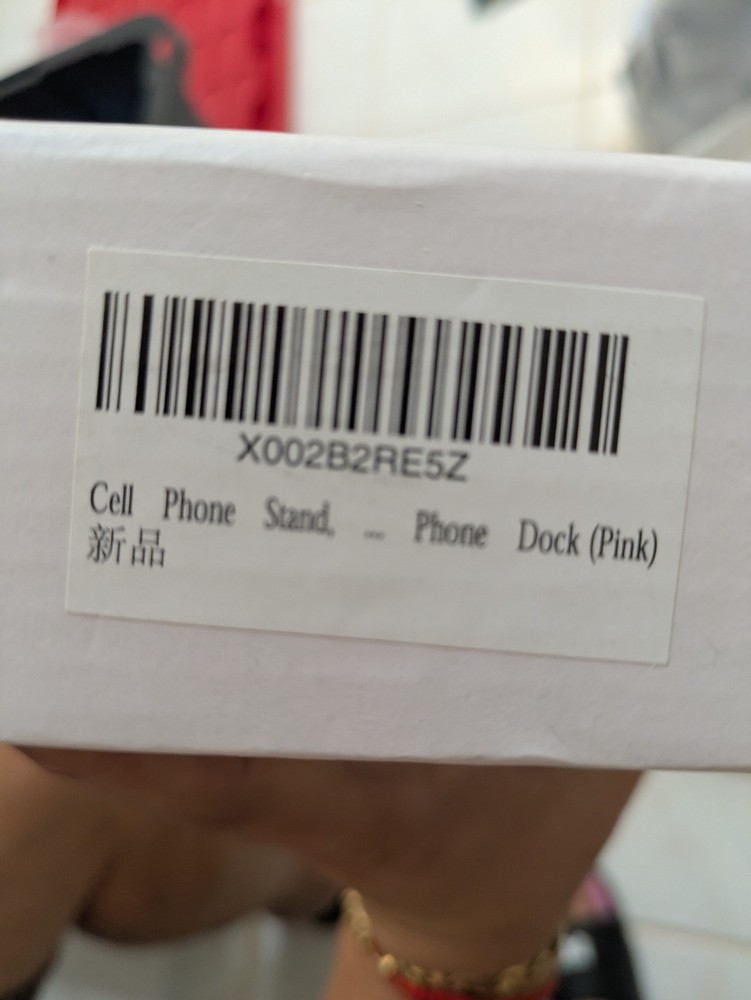 X002B2RE5Z
Cell Phone Stand, ... Phone Dock (Pink)
新品